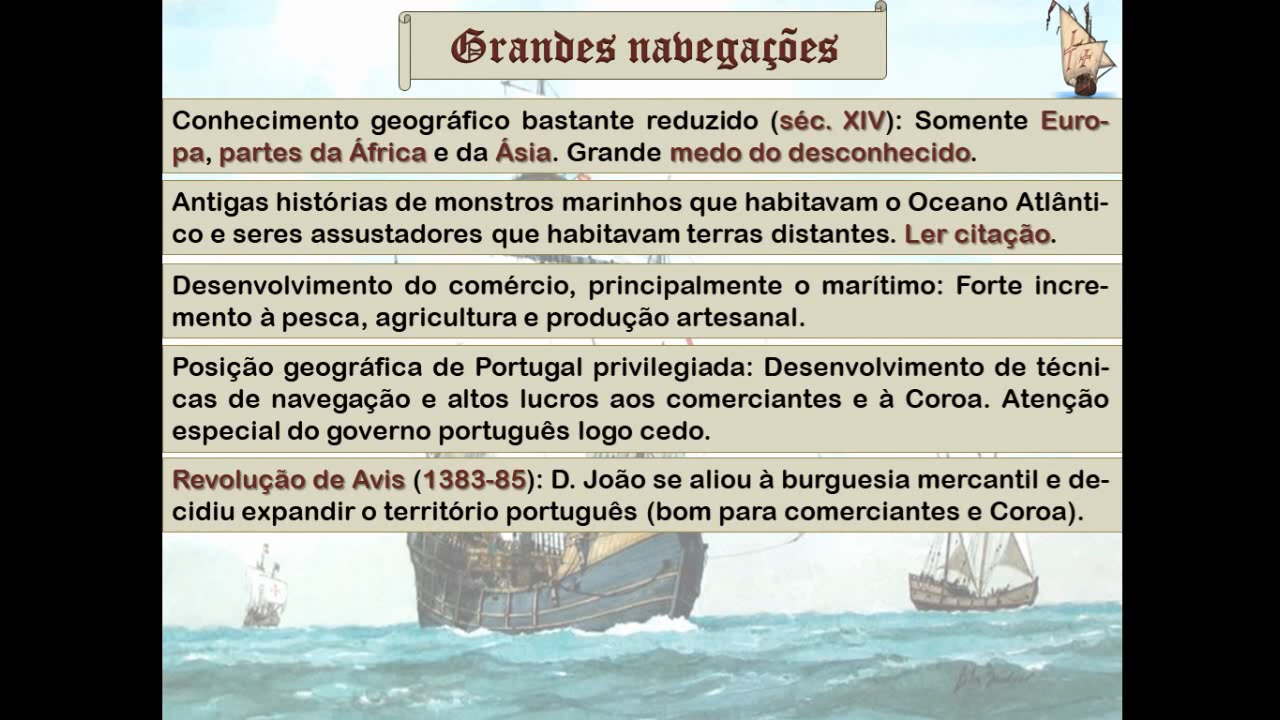 Grandes navegações
Conhecimento geográfico bastante reduzido (séc. XIV): Somente Euro-
pa, partes da África e da Ásia. Grande medo do desconhecido.
Antigas histórias de monstros marinhos que habitavam o Oceano Atlânti-
co e seres assustadores que habitavam terras distantes. Ler citação.
Desenvolvimento do comércio, principalmente o marítimo: Forte incre-
mento à pesca, agricultura e produção artesanal.
Posição geográfica de Portugal privilegiada: Desenvolvimento de técni-
cas de navegação e altos lucros aos comerciantes e à Coroa. Atenção
especial do governo português logo cedo.
Revolução de Avis (1383-85): D. João se aliou à burguesia mercantil e de-
cidiu expandir o território português (bom para comerciantes e Coroa).